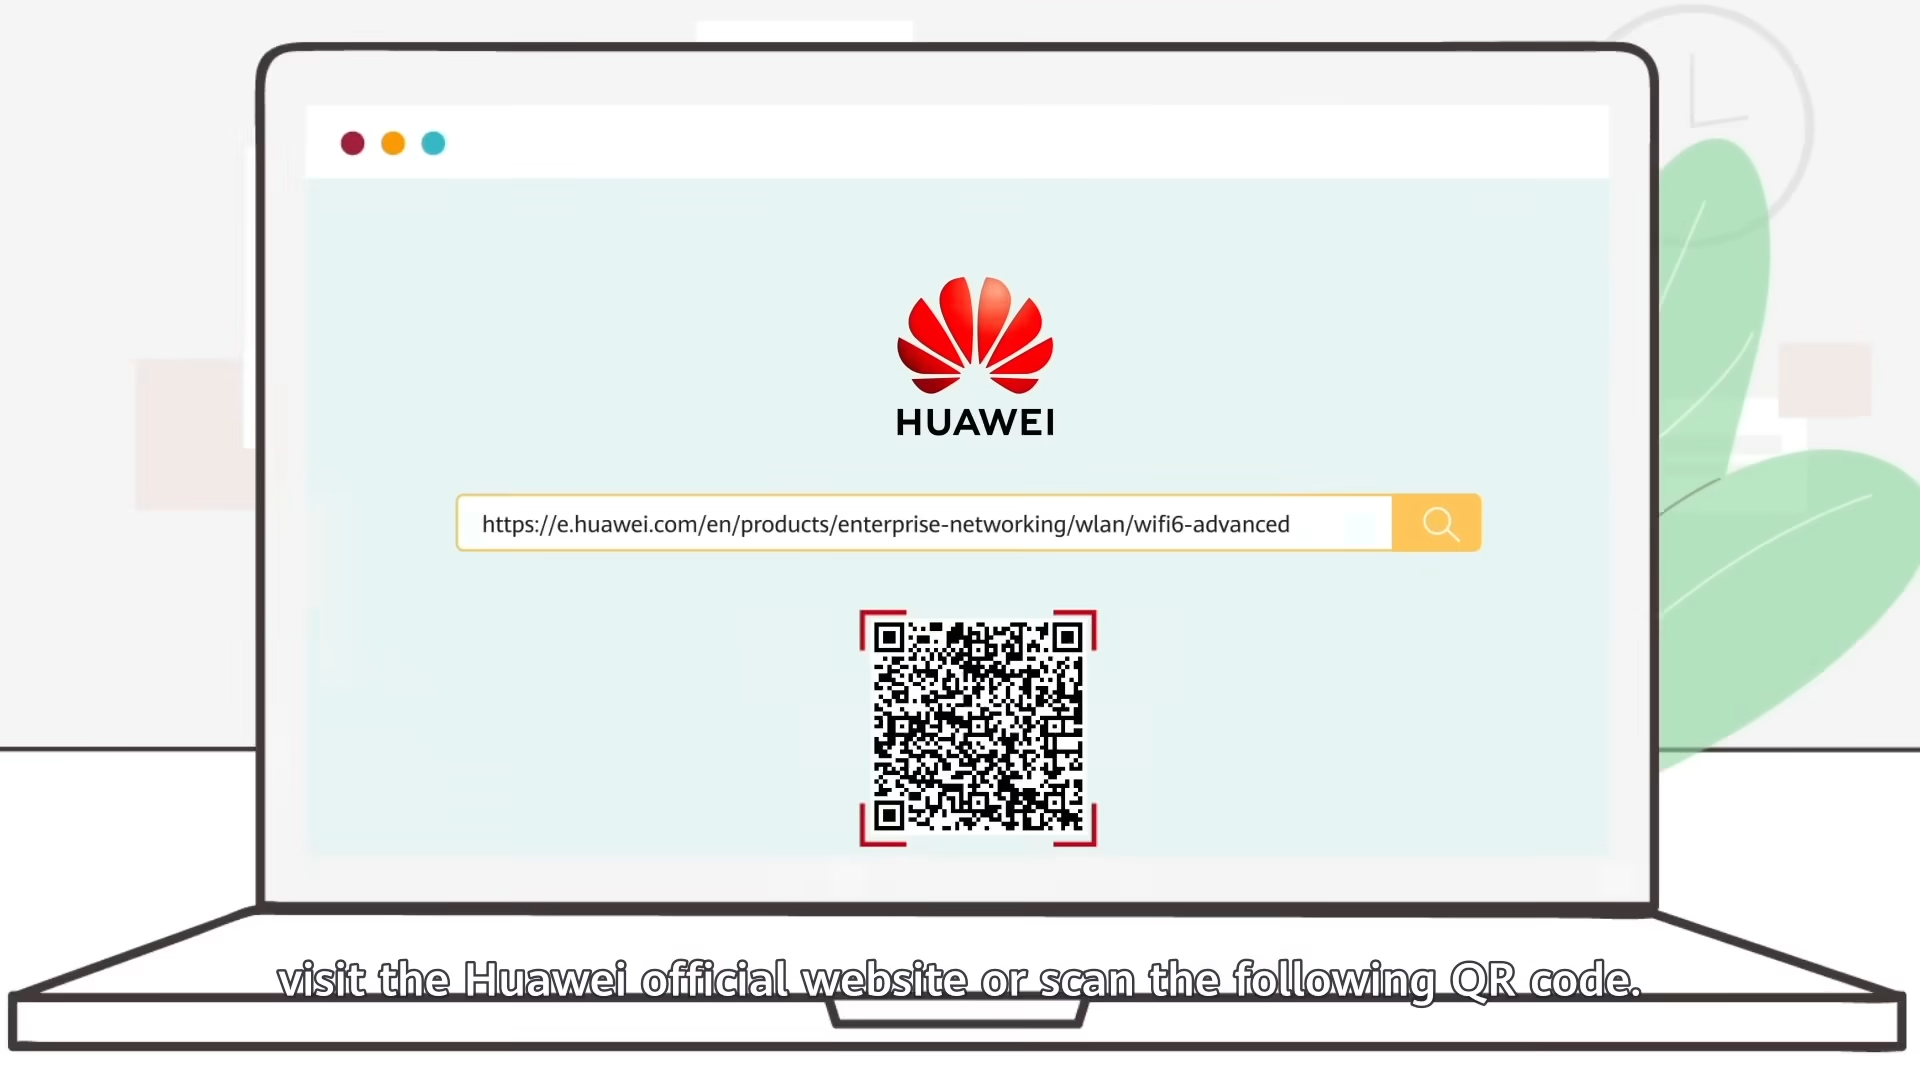 HUAWEI
https://e.huawei.com/en/products/enterprise-networking/wlan/wifi6-advanced
visit the Huawei official website or scan the following QR code.